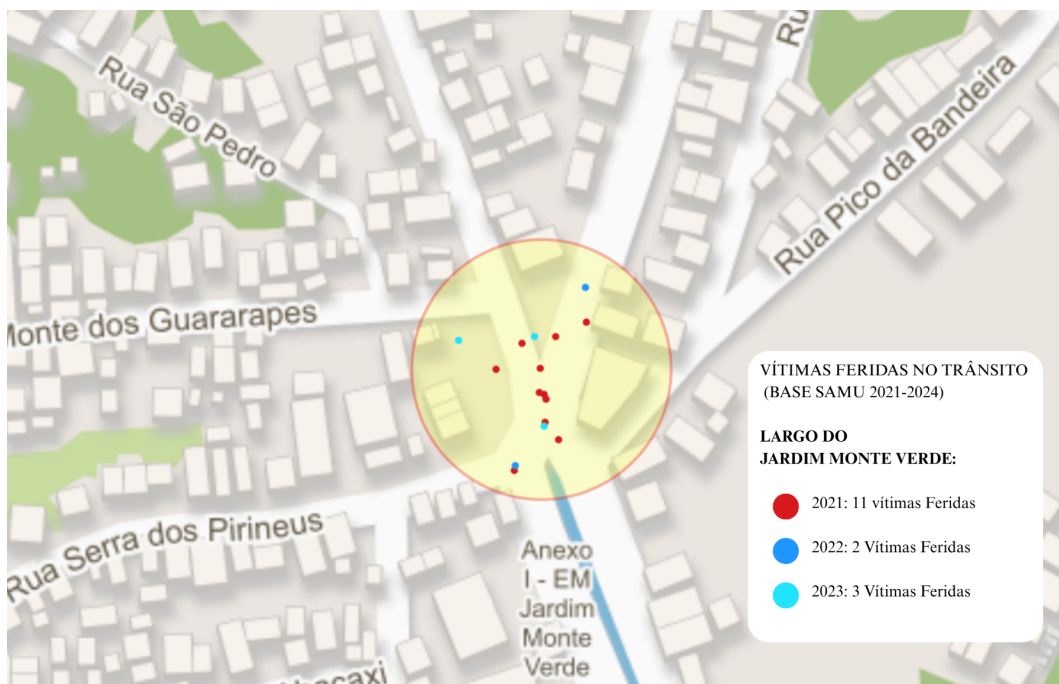 Ru
Rua São Pedro
Rua Pico da Bandeira
Monte dos Guararapes
VÍTIMAS FERIDAS NO TRÂNSITO
(BASE SAMU 2021-2024)
LARGO DO
JARDIM MONTE VERDE:
2021: 11 vítimas Feridas
2022: 2 Vítimas Feridas
2023: 3 Vítimas Feridas
Rua Serra dos Pirineus
Anexo
I - EM
Jardim
Monte
Verde